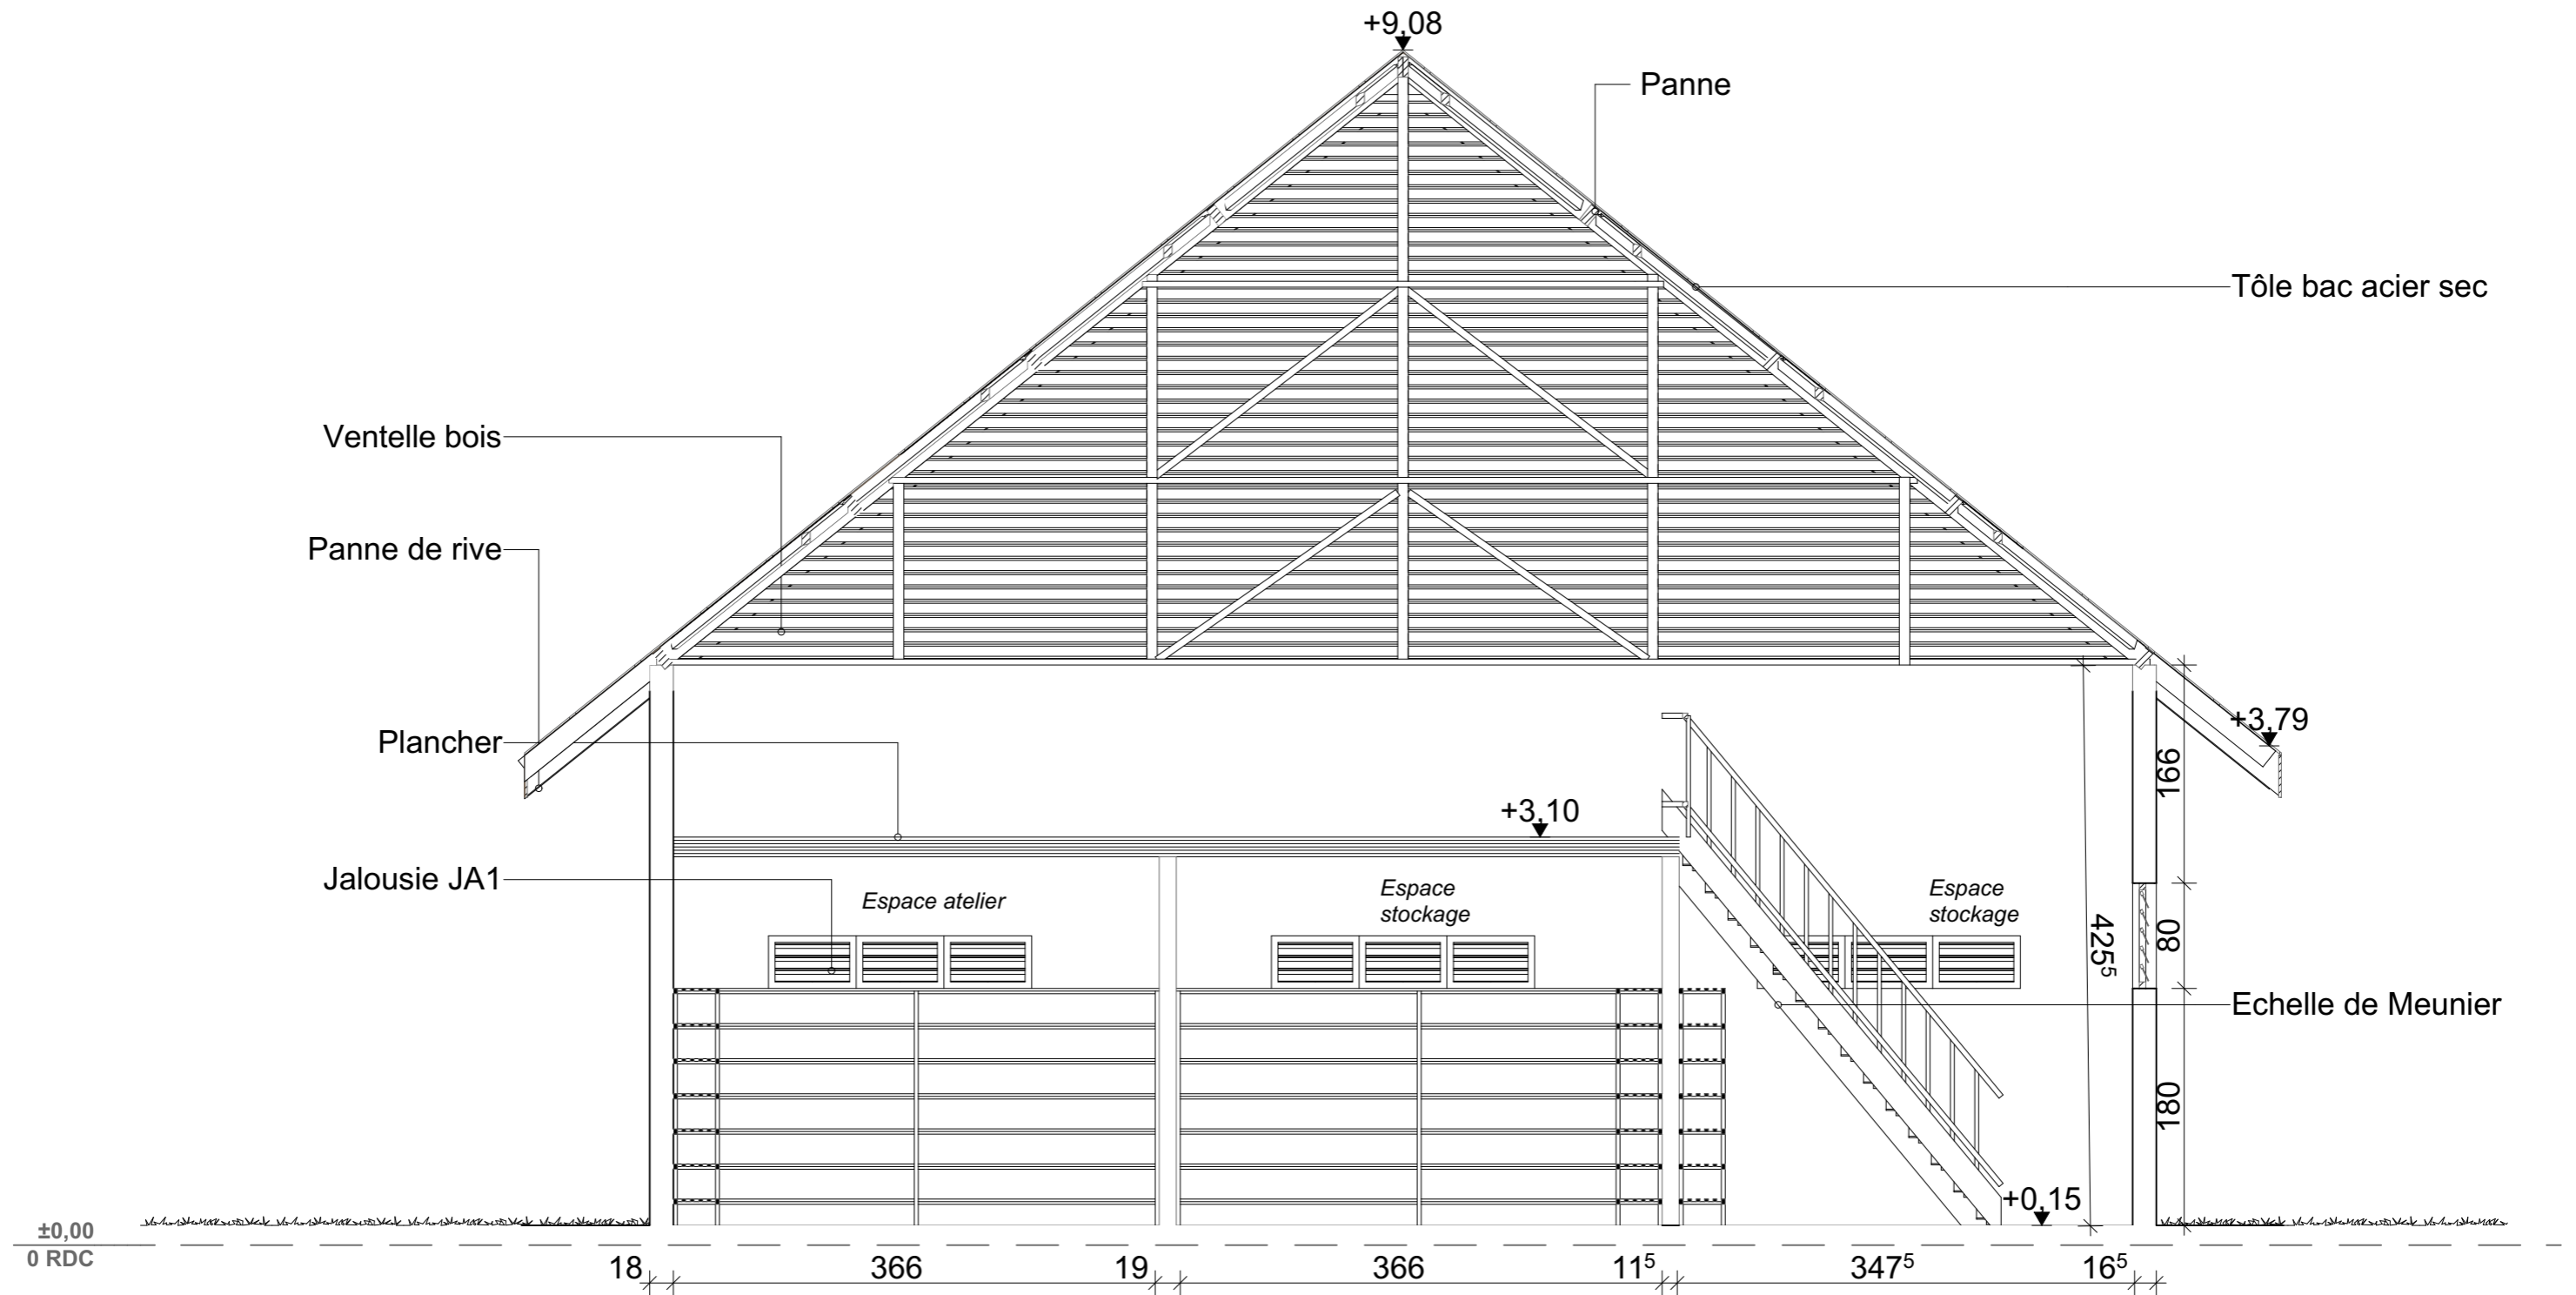 +9,08
Panne
Tôle bac acier sec
Ventelle bois
Panne de rive
+3,79
Plancher
166
+3,10
Jalousie JA1
Espace atelier
Espace
stockage
Espace
stockage
80
425⁵
Echelle de Meunier
180
+0,15
±0,00
0 RDC
18
366
19
366
11⁵
347⁵
16⁵